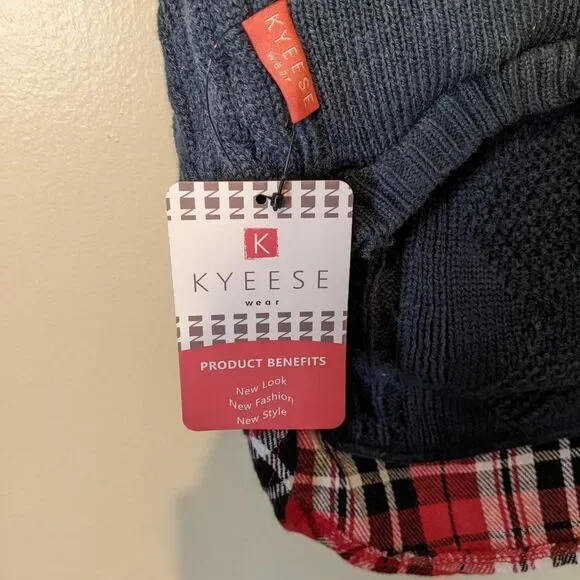 KYEESE
wear
K
KYEESE
wear
PRODUCT BENEFITS
New Look
New Fashion
New Style